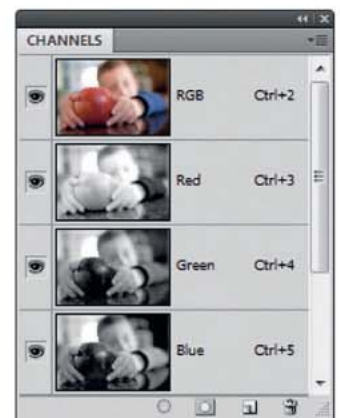 CHANNELS
RGB Ctrl+2
Red Ctrl+3
Green Ctrl+4
Blue Ctrl+5